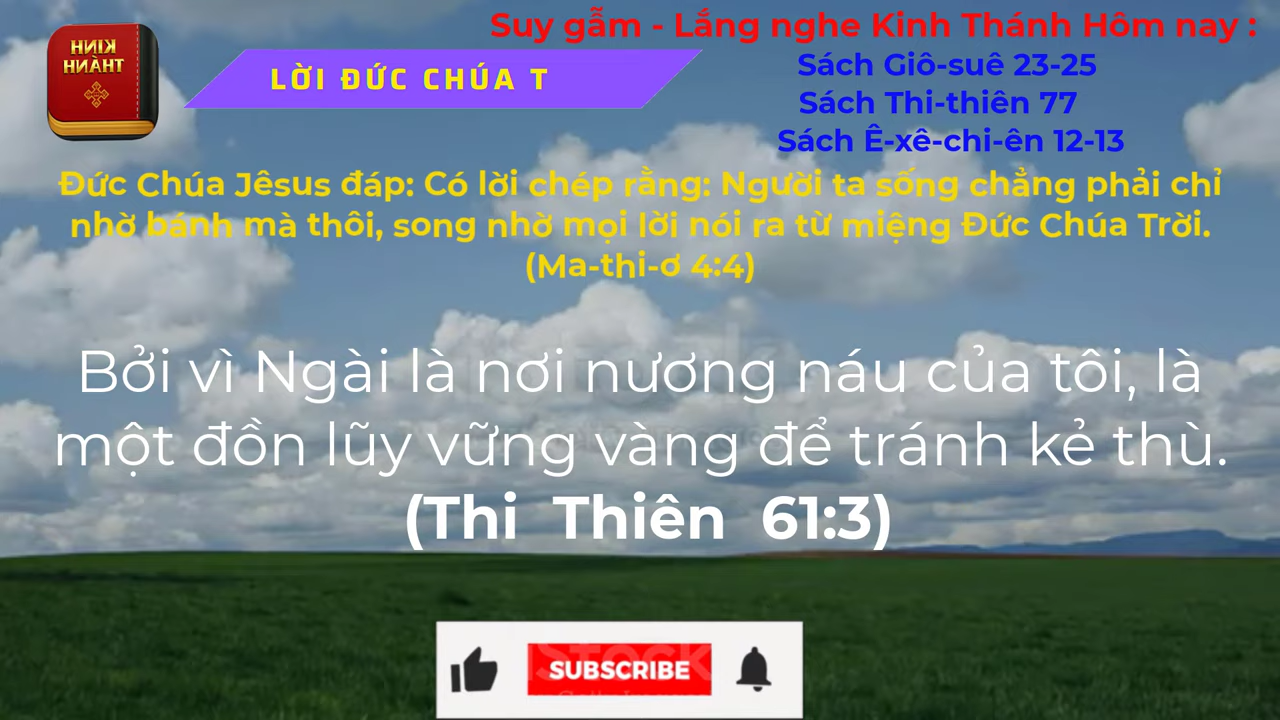 Suy gẫm - Lắng nghe Kinh Thánh Hôm nay :
KINH
THÁNH
LỜI ĐỨC CHÚA T
Sách Giô-suê 23-25
Sách Thi-thiên 77
Sách Ê-xê-chi-ên 12-13
Đức Chúa Jêsus đáp: Có lời chép rằng: Người ta sống chẳng phải chỉ
nhờ bánh mà thôi, song nhờ mọi lời nói ra từ miệng Đức Chúa Trời.
(Ma-thi-ơ 4:4)
Bởi vì Ngài là nơi nương náu của tôi, là
một đồn lũy vững vàng để tránh kẻ thù.
(Thi Thiên 61:3)
iStock
SUBSCRIBE